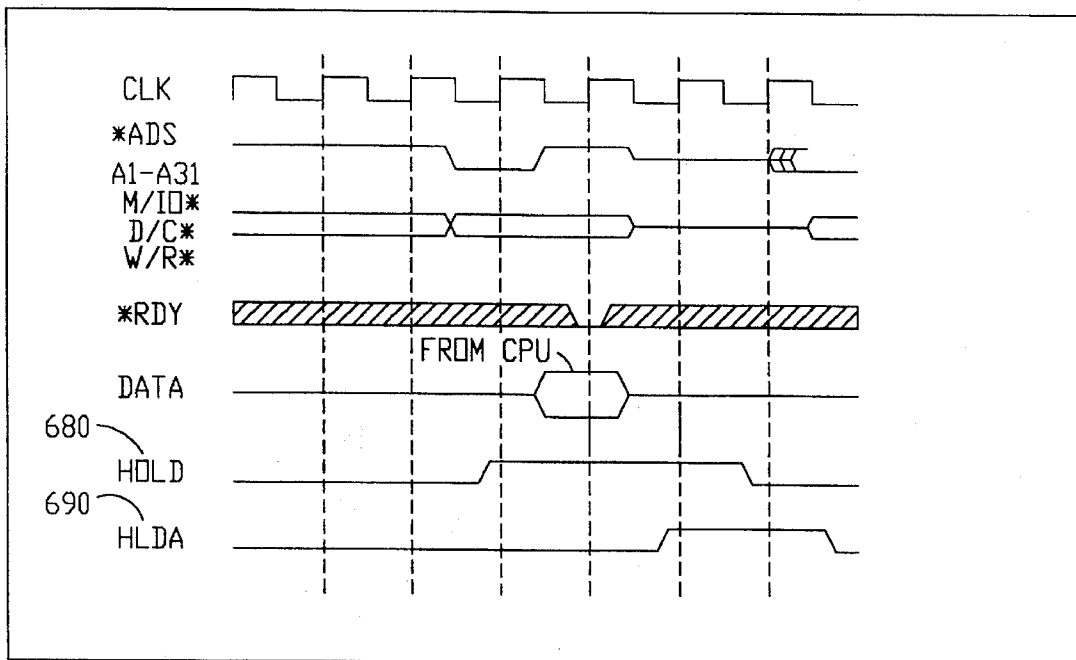 CLK
*ADS
A1-A31
M/IO*
D/C*
W/R*
*RDY
FROM CPU
DATA
680
HOLD
690
HLDA